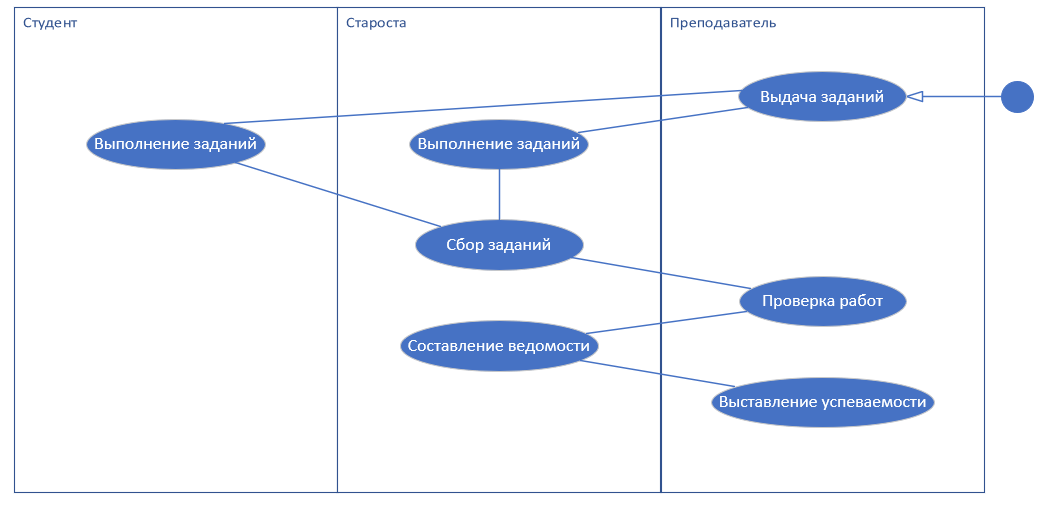 Студент
Староста
Преподаватель
Выдача заданий
Выполнение заданий
Выполнение заданий
Сбор заданий
Проверка работ
Составление ведомости
Выставление успеваемости